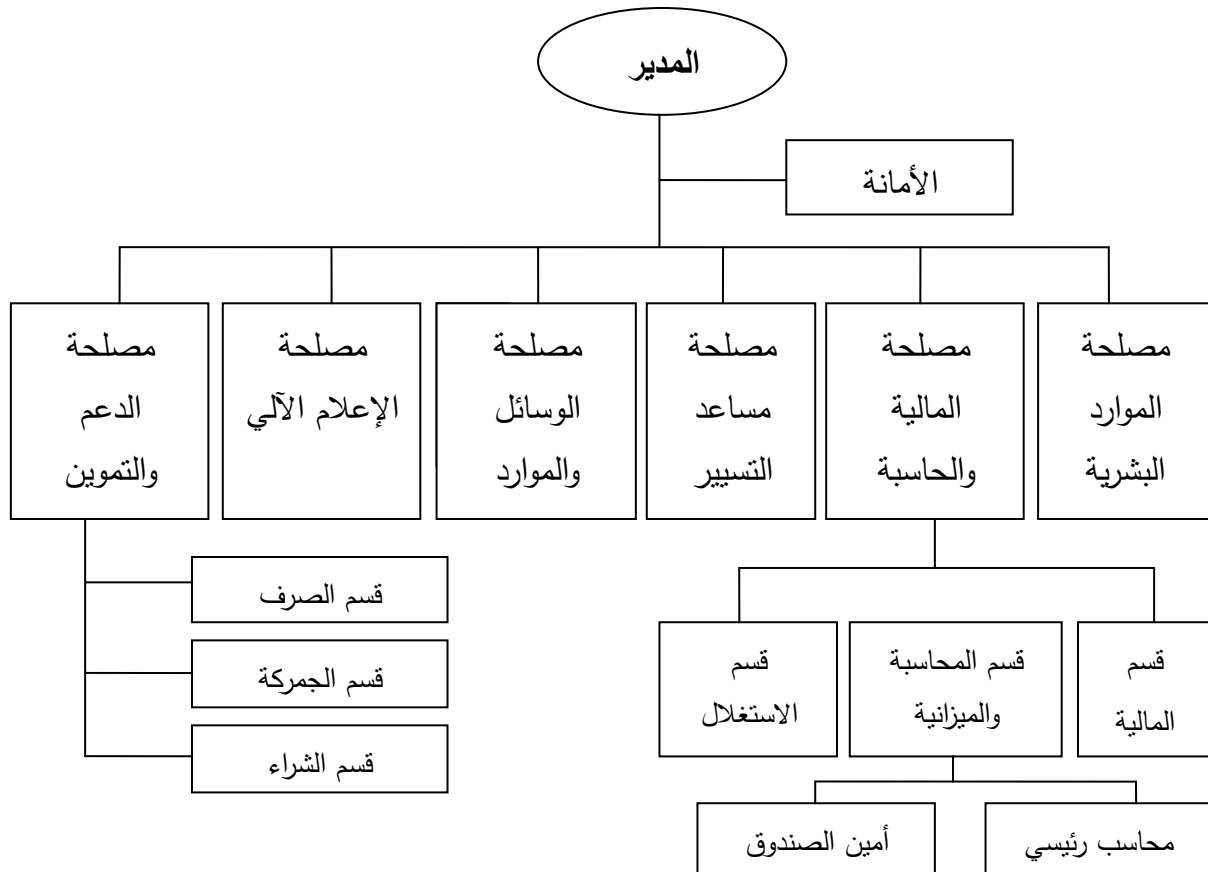 المدير
الأمانة
مصلحة
الموارد
البشرية
مصلحة
المالية
والحاسبة
مصلحة
مساعد
التسيير
مصلحة
الوسائل
والموارد
مصلحة
الإعلام الآلي
مصلحة
الدعم
والتموين
قسم
المالية
قسم المحاسبة
والميزانية
قسم
الاستغلال
محاسب رئيسي
أمين الصندوق
قسم الصرف
قسم الجمركة
قسم الشراء